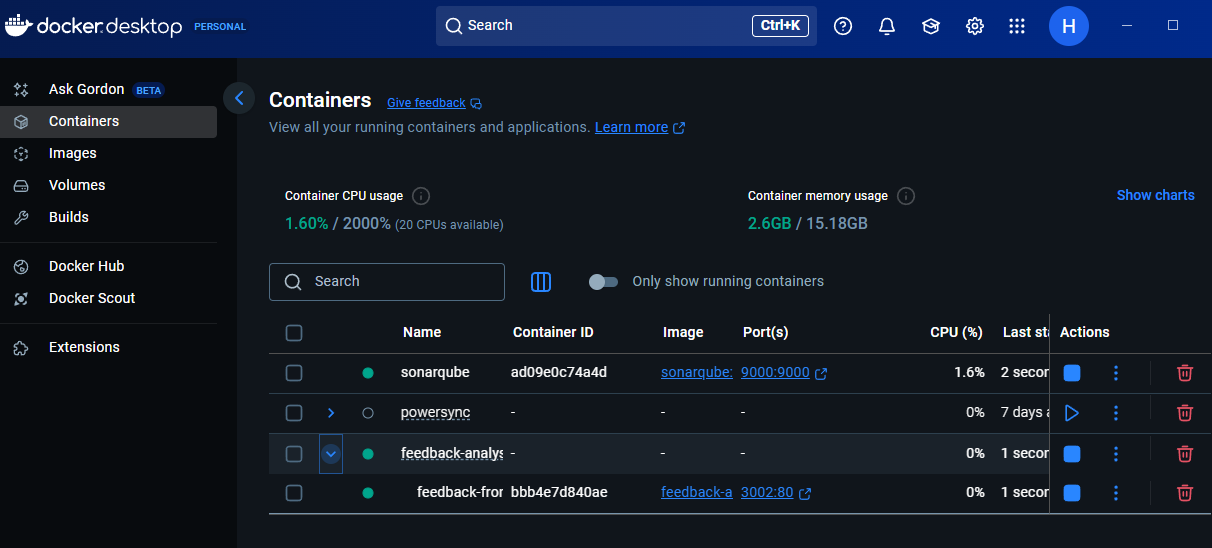 docker.desktop PERSONAL Search Ctrl+K H
Ask Gordon BETA
Containers
Images
Volumes
Builds
Docker Hub
Docker Scout
Extensions
Containers Give feedback
View all your running containers and applications. Learn more
Container CPU usage
1.60% / 2000% (20 CPUs available)
Container memory usage
2.6GB / 15.18GB
Show charts
Search Only show running containers
Name Container ID Image Port(s) CPU (%) Last sta Actions
sonarqube ad09e0c74a4d sonarqube: 9000:9000 1.6% 2 secon
powersync - - - 0% 7 days a
feedback-analys - - - 0% 1 secon
feedback-fron bbb4e7d840ae feedback-a 3002:80 0% 1 secon